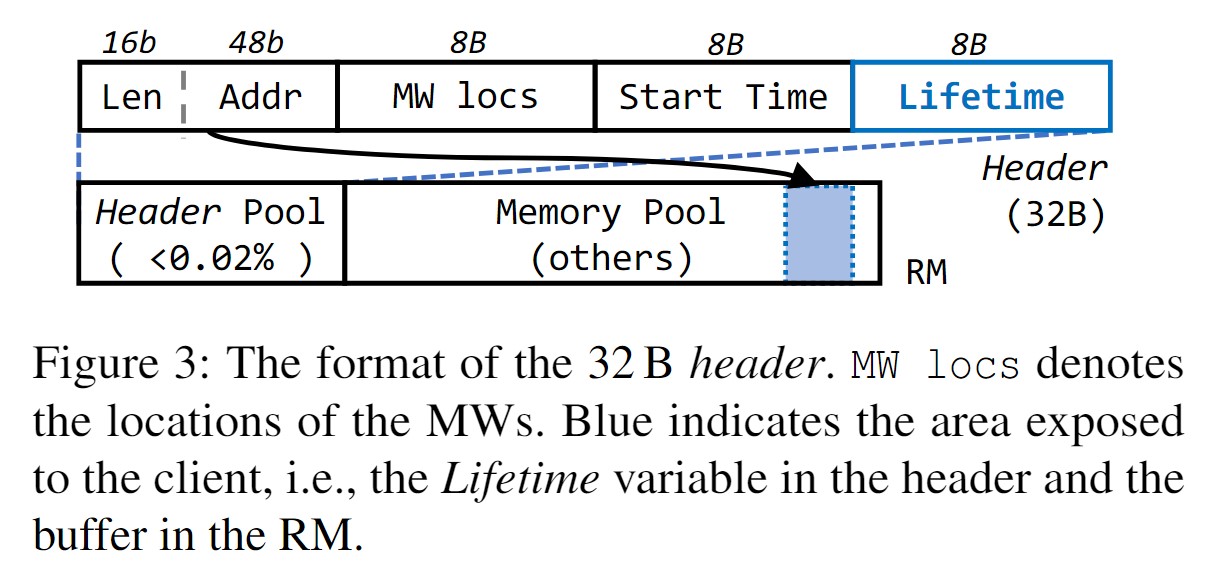 16b 48b 8B 8B 8B
Len Addr MW locs Start Time Lifetime
Header
(32B)
Header Pool
( <0.02% )
Memory Pool
(others)
RM
Figure 3: The format of the 32 B header. MW locs denotes
the locations of the MWs. Blue indicates the area exposed
to the client, i.e., the Lifetime variable in the header and the
buffer in the RM.